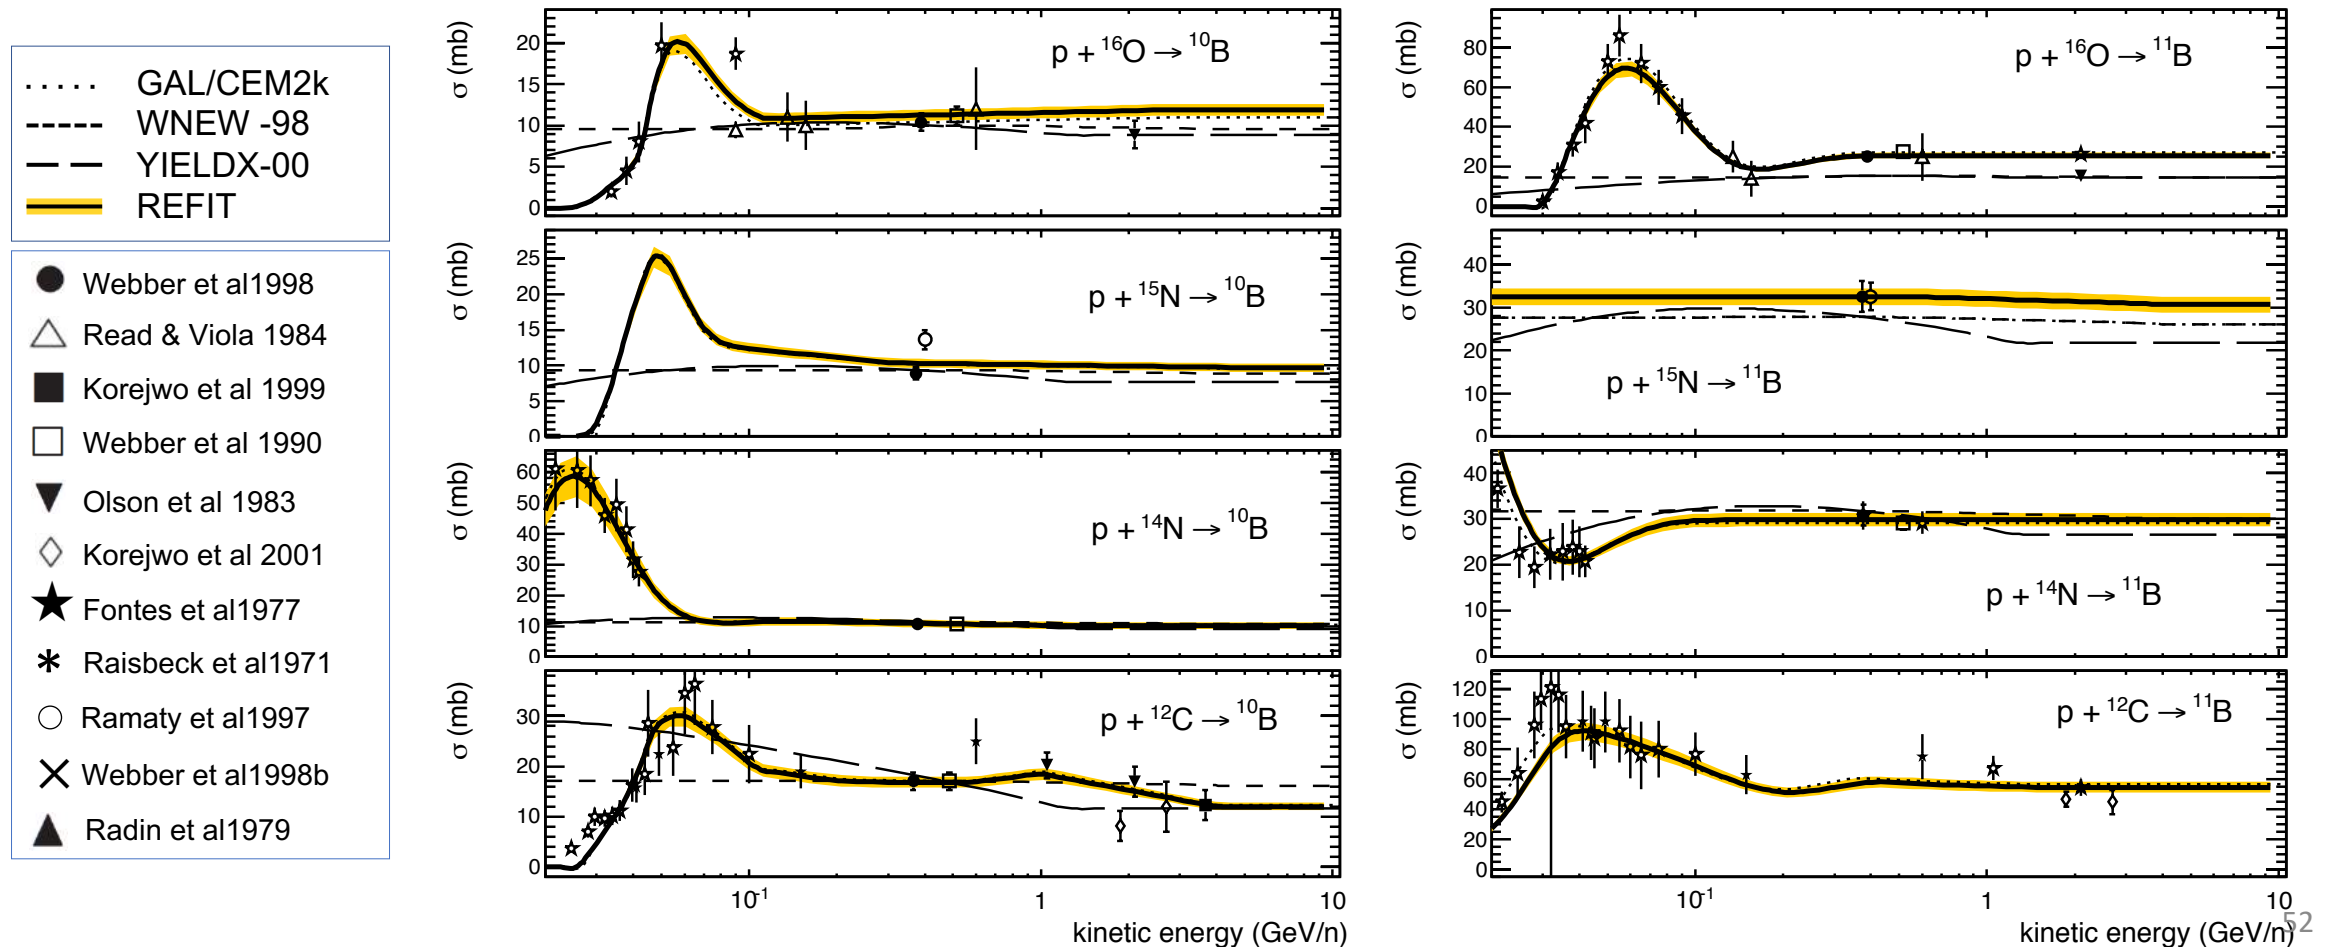 GAL/CEM2k
WNEW -98
YIELDX-00
REFIT
Webber et al1998
Read & Viola 1984
Korejwo et al 1999
Webber et al 1990
Olson et al 1983
Korejwo et al 2001
Fontes et al1977
Raisbeck et al1971
Ramaty et al1997
Webber et al1998b
Radin et al1979
σ (mb)
20
15
10
5
0
p + ¹⁶O → ¹⁰B
σ (mb)
25
20
15
10
5
0
p + ¹⁵N → ¹⁰B
σ (mb)
60
50
40
30
20
10
0
p + ¹⁴N → ¹⁰B
σ (mb)
30
20
10
0
p + ¹²C → ¹⁰B
10⁻¹
1
10
kinetic energy (GeV/n)
σ (mb)
80
60
40
20
0
p + ¹⁶O → ¹¹B
σ (mb)
40
30
20
10
0
p + ¹⁵N → ¹¹B
σ (mb)
40
30
20
10
0
p + ¹⁴N → ¹¹B
σ (mb)
120
100
80
60
40
20
0
p + ¹²C → ¹¹B
10⁻¹
1
10
kinetic energy (GeV/n)
52